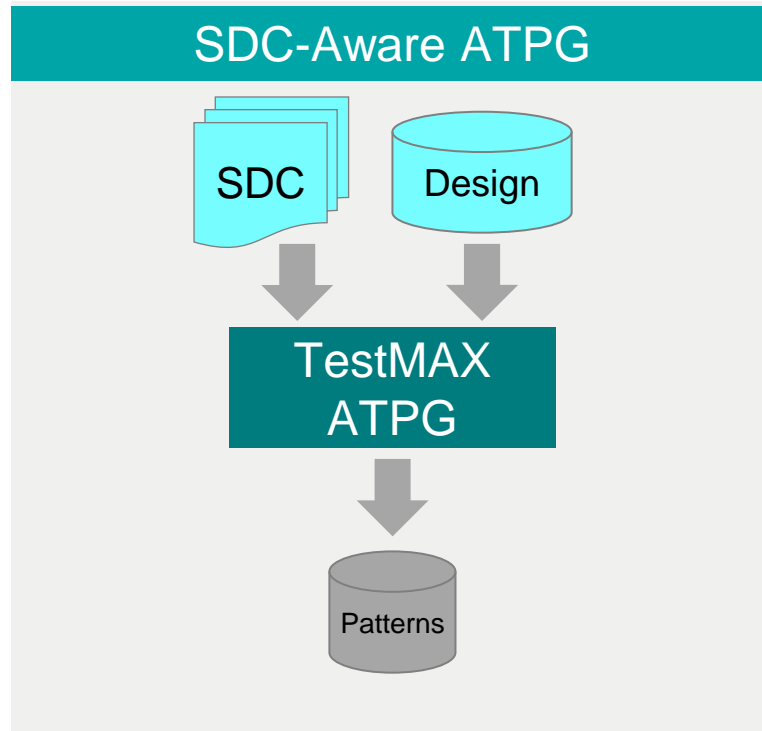 SDC-Aware ATPG
SDC
Design
TestMAX
ATPG
Patterns